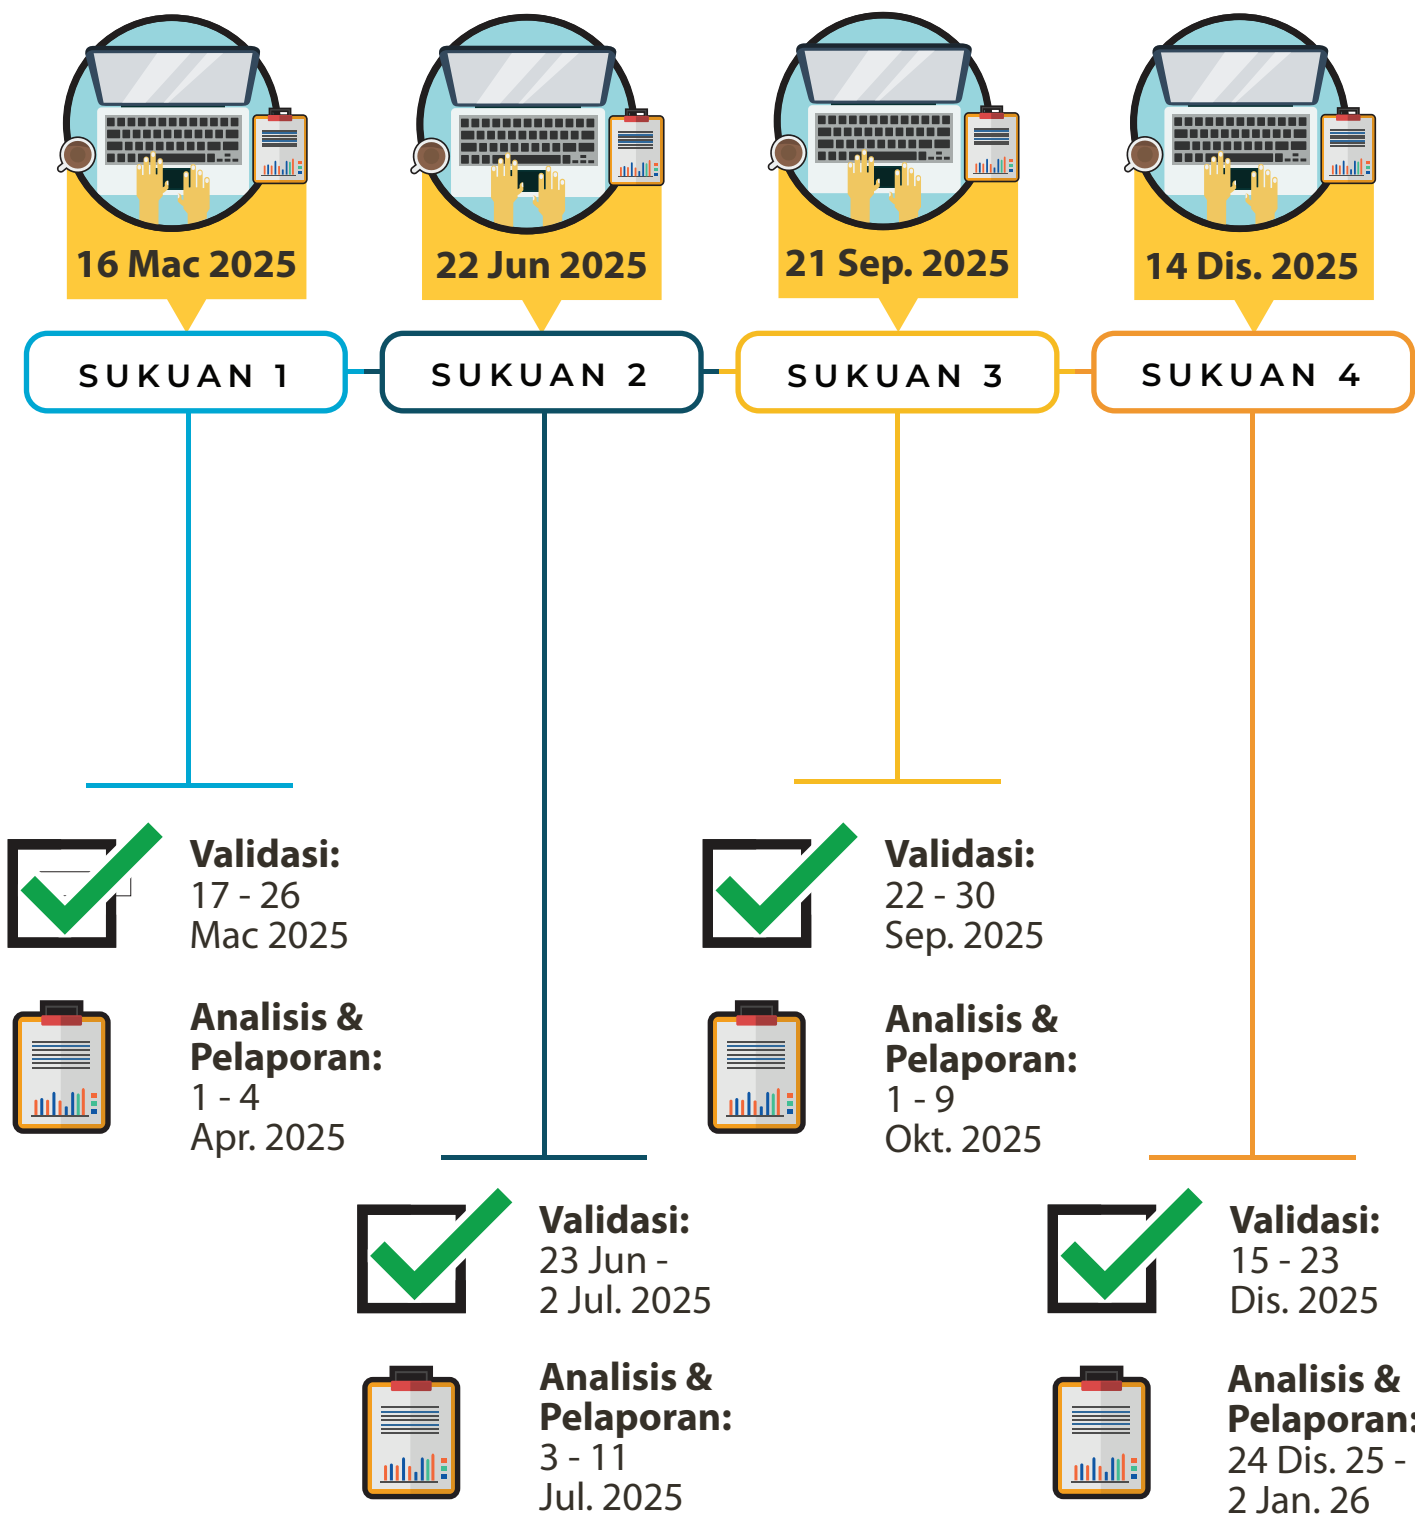 16 Mac 2025
22 Jun 2025
21 Sep. 2025
14 Dis. 2025
SUKUAN 1
SUKUAN 2
SUKUAN 3
SUKUAN 4
Validasi:
17 - 26
Mac 2025
Analisis &
Pelaporan:
1 - 4
Apr. 2025
Validasi:
23 Jun -
2 Jul. 2025
Analisis &
Pelaporan:
3 - 11
Jul. 2025
Validasi:
22 - 30
Sep. 2025
Analisis &
Pelaporan:
1 - 9
Okt. 2025
Validasi:
15 - 23
Dis. 2025
Analisis &
Pelaporan:
24 Dis. 25 -
2 Jan. 26